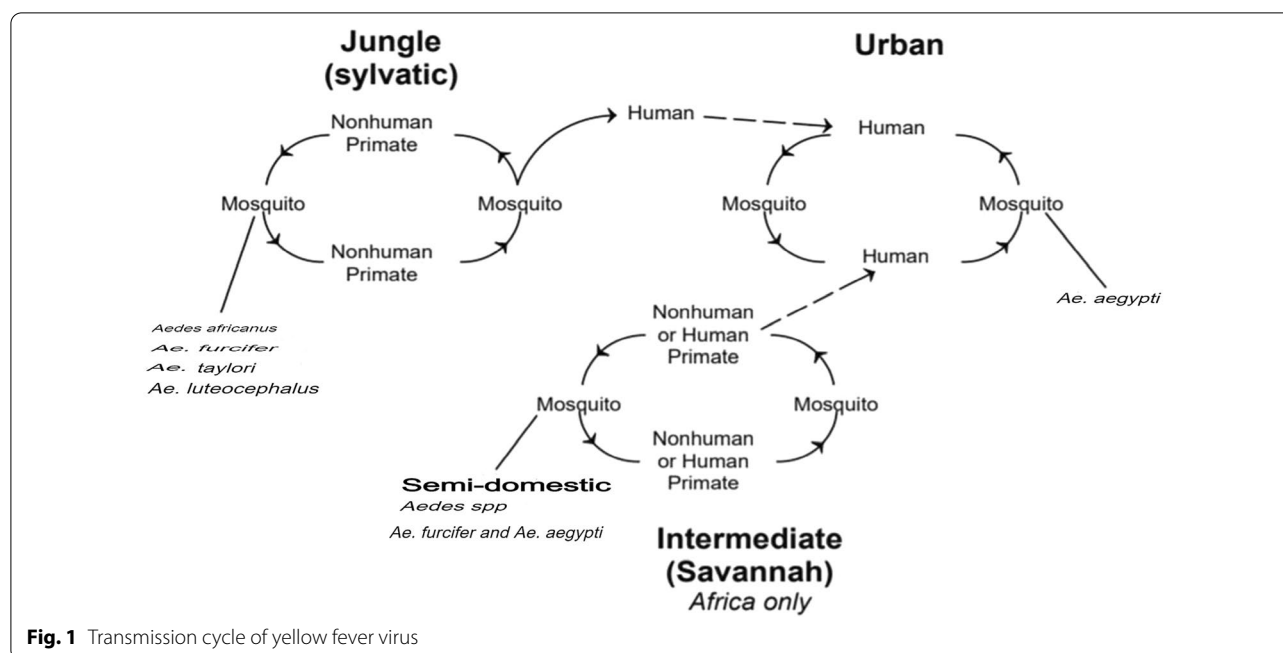 Jungle
(sylvatic)
Nonhuman
Primate
Mosquito
Mosquito
Nonhuman
Primate
Aedes africanus
Ae. furcifer
Ae. taylori
Ae. luteocephalus
Human
Urban
Human
Mosquito
Mosquito
Human
Ae. aegypti
Nonhuman
or Human
Primate
Mosquito
Mosquito
Nonhuman
or Human
Primate
Semi-domestic
Aedes spp
Ae. furcifer and Ae. aegypti
Intermediate
(Savannah)
Africa only
Fig. 1 Transmission cycle of yellow fever virus